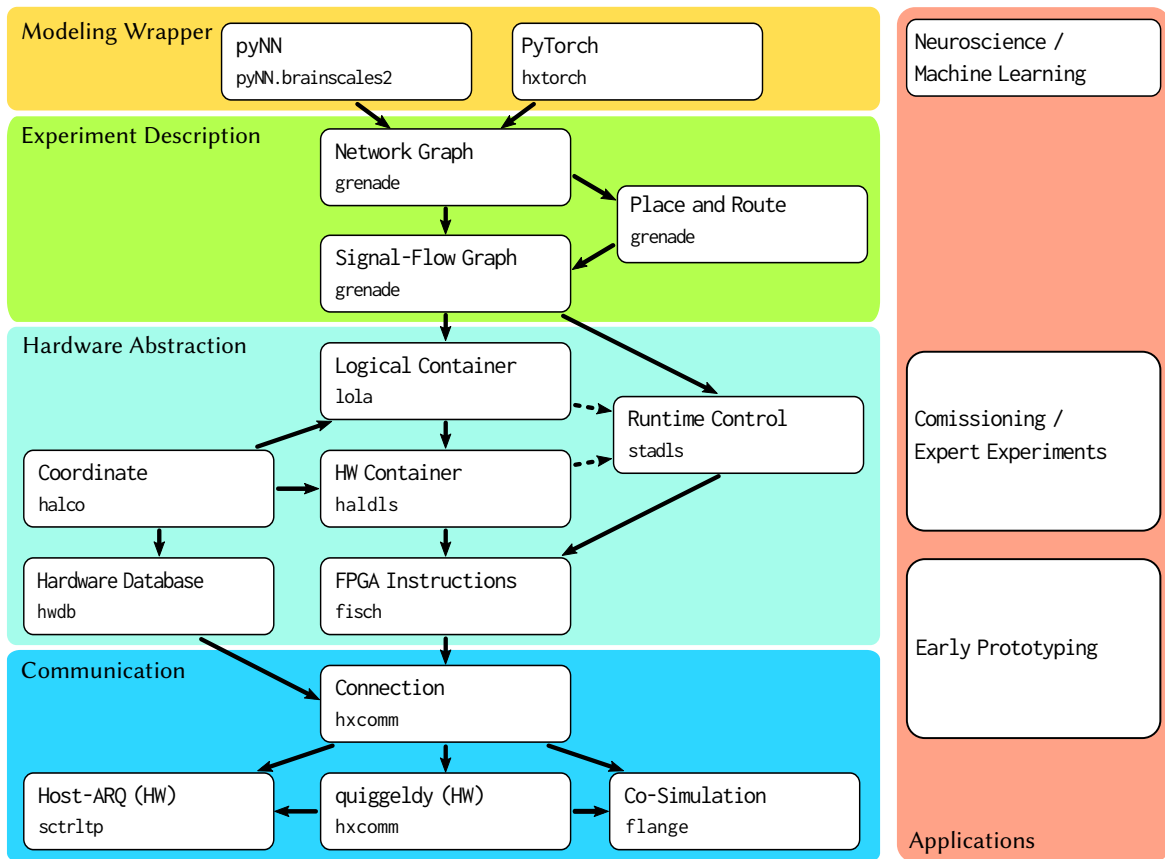 Modeling Wrapper
pyNN
pyNN.brainscales2
PyTorch
hxtorch
Experiment Description
Network Graph
grenade
Place and Route
grenade
Signal-Flow Graph
grenade
Hardware Abstraction
Logical Container
lola
Runtime Control
stadls
Coordinate
halco
HW Container
haldls
Hardware Database
hwdb
FPGA Instructions
fisch
Communication
Connection
hxcomm
Host-ARQ (HW)
sctrltp
quiggeldy (HW)
hxcomm
Co-Simulation
flange
Neuroscience /
Machine Learning
Comissioning /
Expert Experiments
Early Prototyping
Applications